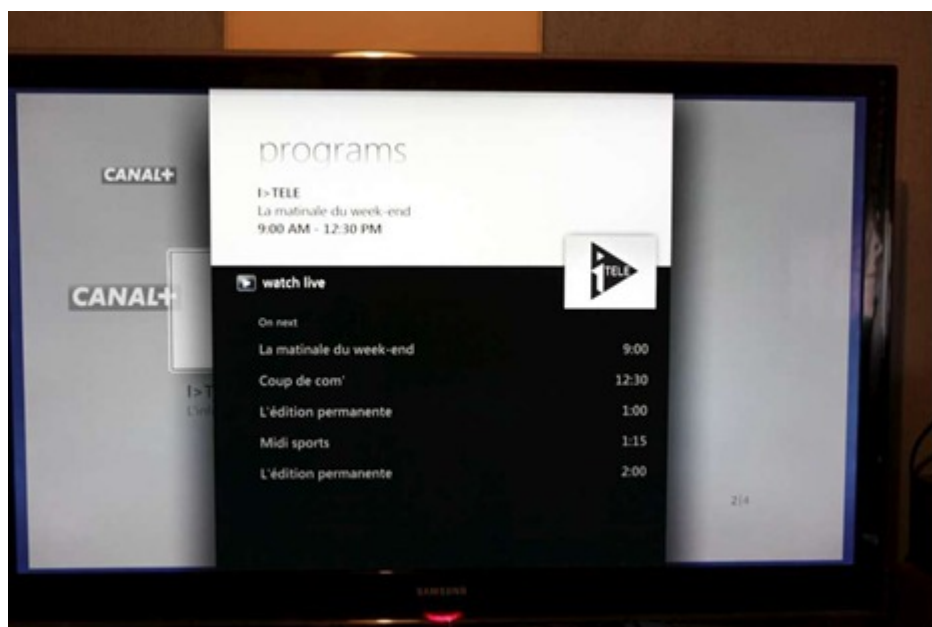 CANAL+
CANAL+
programs
I>TELE
La matinale du week-end
9:00 AM - 12:30 PM
i TELE
watch live
On next
La matinale du week-end 9:00
Coup de com' 12:30
L'édition permanente 1:00
Midi sports 1:15
L'édition permanente 2:00
I>T
L'inf
2|4
SAMSUNG